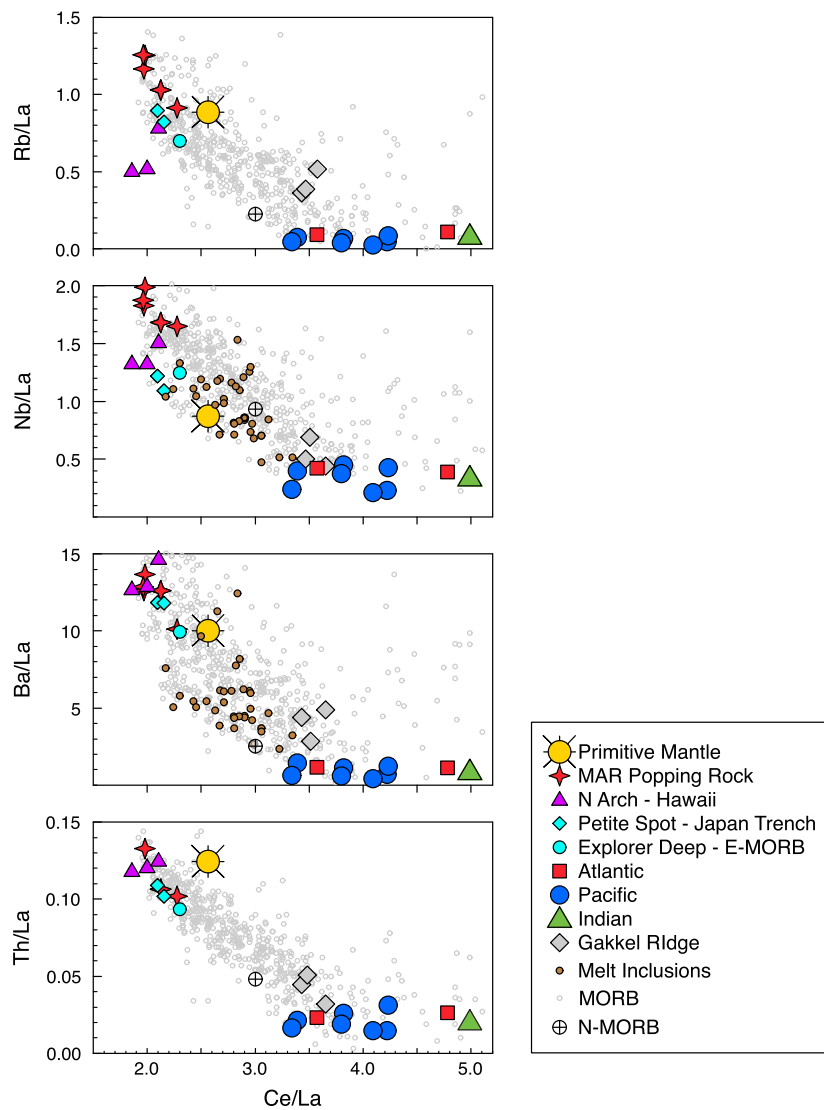 1.5
1.0
0.5
0.0
Rb/La
2.0
1.5
1.0
0.5
Nb/La
15
10
5
Ba/La
0.15
0.10
0.05
0.00
Th/La
2.0 3.0 4.0 5.0
Ce/La
Primitive Mantle
MAR Popping Rock
N Arch - Hawaii
Petite Spot - Japan Trench
Explorer Deep - E-MORB
Atlantic
Pacific
Indian
Gakkel RIdge
Melt Inclusions
MORB
N-MORB